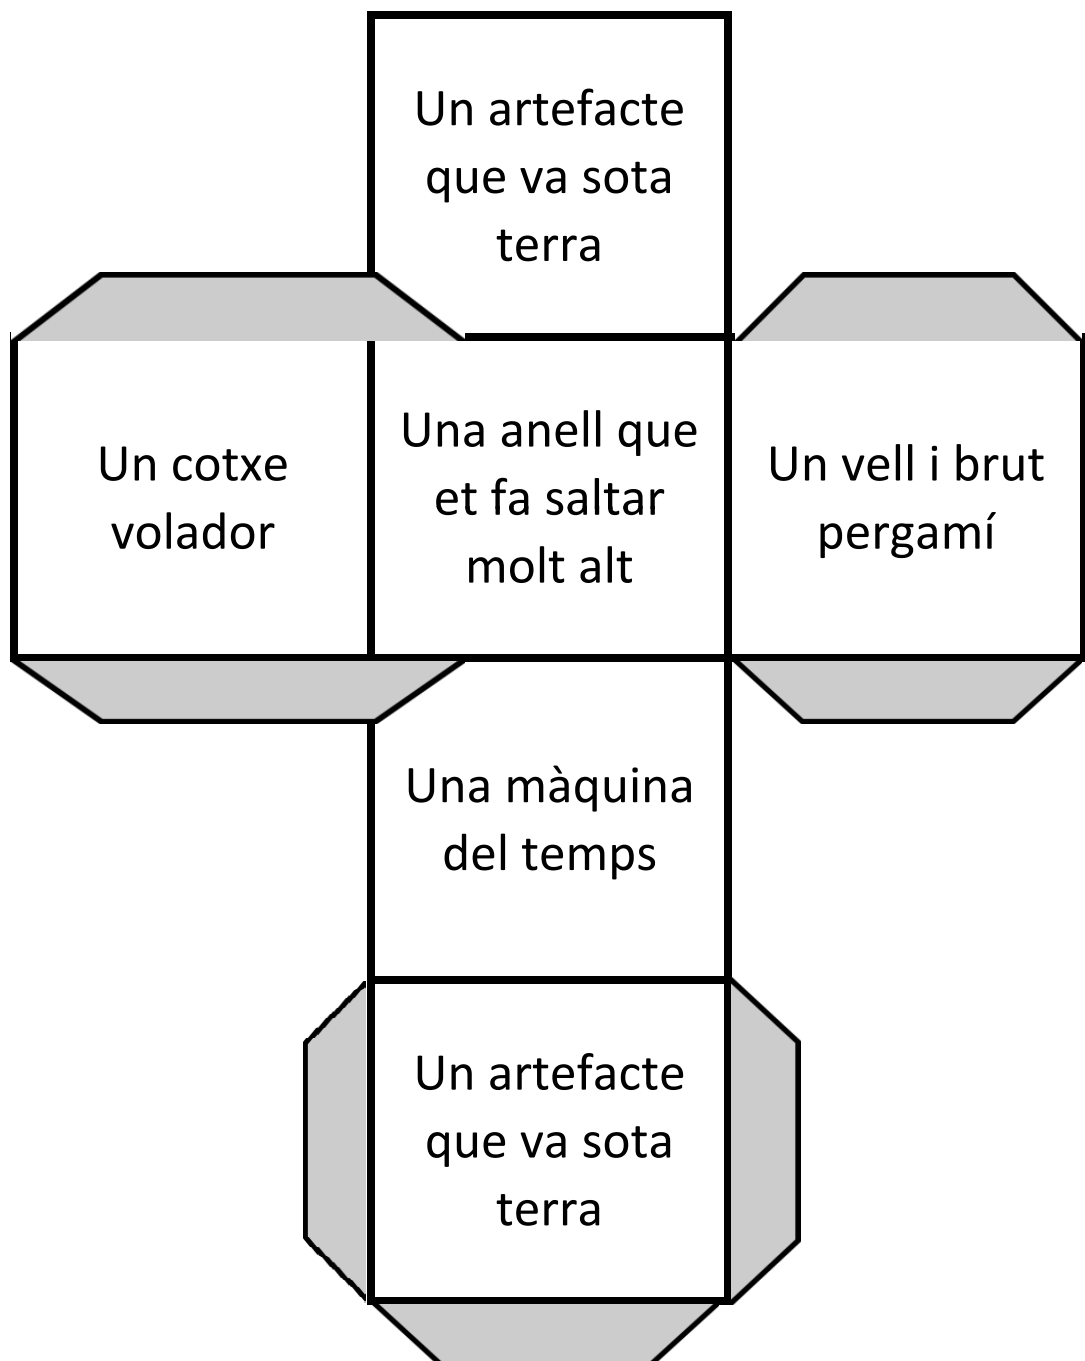 Un artefacte
que va sota
terra
Un cotxe
volador
Una anell que
et fa saltar
molt alt
Un vell i brut
pergamí
Una màquina
del temps
Un artefacte
que va sota
terra